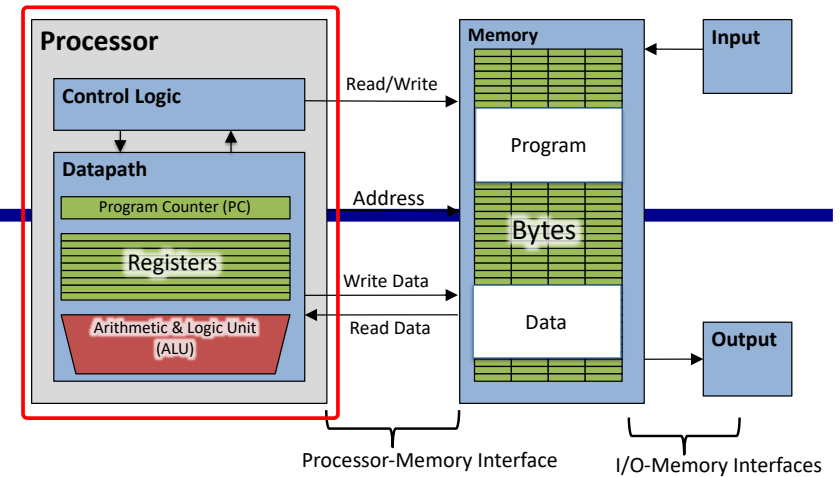 Processor
Control Logic
Datapath
Program Counter (PC)
Registers
Arithmetic & Logic Unit
(ALU)
Read/Write
Address
Write Data
Read Data
Memory
Program
Bytes
Data
Input
Output
Processor-Memory Interface
I/O-Memory Interfaces